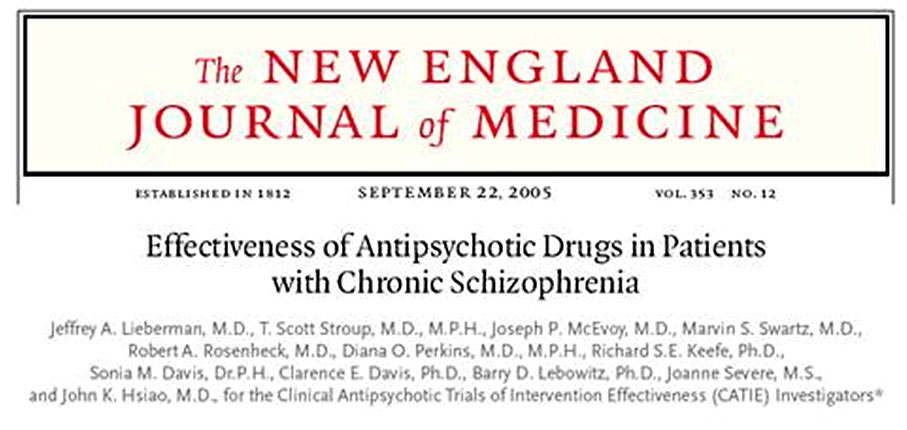 The NEW ENGLAND
JOURNAL of MEDICINE
ESTABLISHED IN 1812 SEPTEMBER 22, 2005 VOL. 353 NO. 12
Effectiveness of Antipsychotic Drugs in Patients
with Chronic Schizophrenia
Jeffrey A. Lieberman, M.D., T. Scott Stroup, M.D., M.P.H., Joseph P. McEvoy, M.D., Marvin S. Swartz, M.D.,
Robert A. Rosenheck, M.D., Diana O. Perkins, M.D., M.P.H., Richard S.E. Keefe, Ph.D.,
Sonia M. Davis, Dr.P.H., Clarence E. Davis, Ph.D., Barry D. Lebowitz, Ph.D., Joanne Severe, M.S.,
and John K. Hsiao, M.D., for the Clinical Antipsychotic Trials of Intervention Effectiveness (CATIE) Investigators*